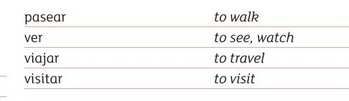 pasear to walk
ver to see, watch
viajar to travel
visitar to visit